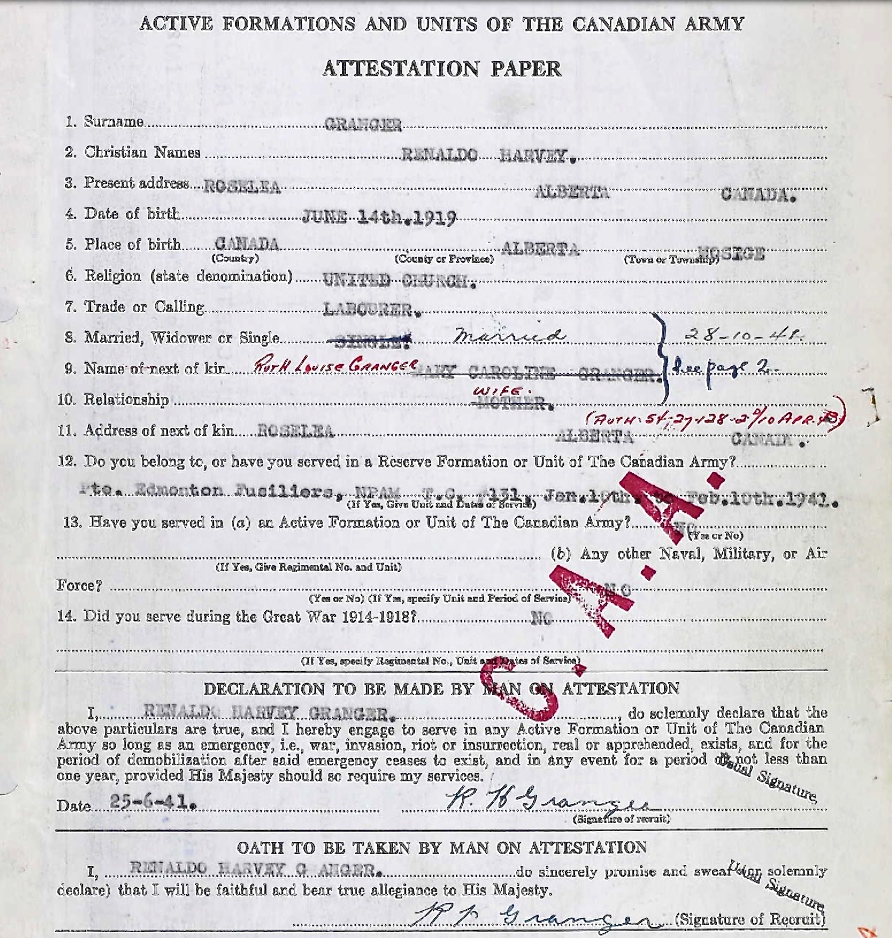 ACTIVE FORMATIONS AND UNITS OF THE CANADIAN ARMY
ATTESTATION PAPER
1. Surname GRANGER
2. Christian Names RENALDO HARVEY.
3. Present address ROSELEA ALBERTA CANADA.
4. Date of birth JUNE 14th.1919
5. Place of birth CANADA ALBERTA MOSEGE
(Country) (County or Province) (Town or Township)
6. Religion (state denomination) UNITED CHURCH.
7. Trade or Calling LABOURER.
8. Married, Widower or Single SINGLE. Married 28-10-41.
9. Name of next of kin Ruth Louise GRANGER MARY CAROLINE GRANGER. See page 2.
WIFE.
10. Relationship MOTHER.
11. Address of next of kin ROSELEA ALBERTA CANADA.
12. Do you belong to, or have you served in a Reserve Formation or Unit of The Canadian Army?
Pte. Edmonton Fusiliers, NPAM T.C. #131, Jan.10th, to Feb.10th.1941.
(If Yes, Give Unit and Dates of Service)
13. Have you served in (a) an Active Formation or Unit of The Canadian Army? NO
(Yes or No)
(b) Any other Naval, Military, or Air
(If Yes, Give Regimental No. and Unit)
Force? NO
(Yes or No) (If Yes, specify Unit and Period of Service)
14. Did you serve during the Great War 1914-1918? NO
(If Yes, specify Regimental No., Unit and Dates of Service)
C. A. A.
DECLARATION TO BE MADE BY MAN ON ATTESTATION
I, RENALDO HARVEY GRANGER. , do solemnly declare that the
above particulars are true, and I hereby engage to serve in any Active Formation or Unit of The Canadian
Army so long as an emergency, i.e., war, invasion, riot or insurrection, real or apprehended, exists, and for the
period of demobilization after said emergency ceases to exist, and in any event for a period of not less than
one year, provided His Majesty should so require my services.
Usual Signature
Date 25-6-41. R. H Granger
(Signature of recruit)
OATH TO BE TAKEN BY MAN ON ATTESTATION
I, RENALDO HARVEY G ANGER. do sincerely promise and swear (or solemnly
declare) that I will be faithful and bear true allegiance to His Majesty.
Usual Signature
R H Granger (Signature of Recruit)